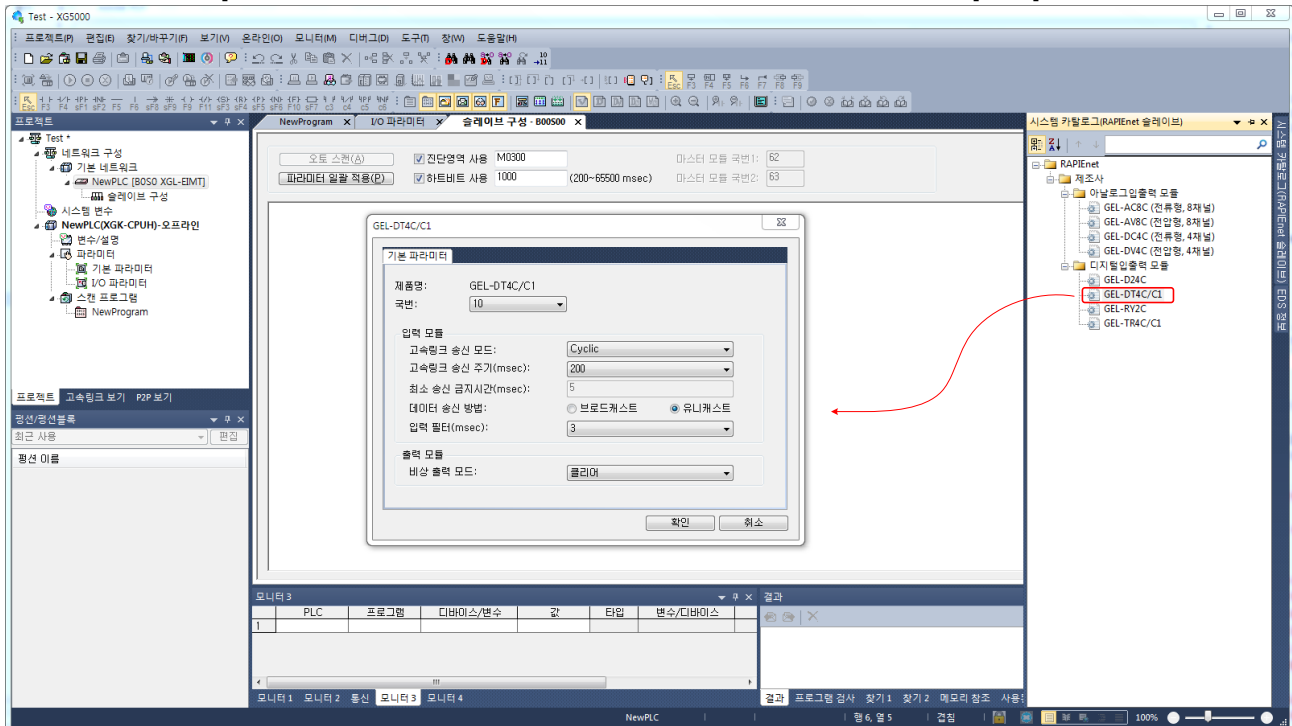 Test - XG5000
프로젝트(P) 편집(E) 찾기/바꾸기(F) 보기(V) 온라인(O) 모니터(M) 디버그(D) 도구(T) 창(W) 도움말(H)
프로젝트
Test *
네트워크 구성
기본 네트워크
NewPLC [B0S0 XGL-EIMT]
슬레이브 구성
시스템 변수
NewPLC(XGK-CPUH)-오프라인
변수/설명
파라미터
기본 파라미터
I/O 파라미터
스캔 프로그램
NewProgram
프로젝트 고속링크 보기 P2P 보기
펑션/펑션블록
최근 사용 편집
펑션 이름
NewProgram x I/O 파라미터 x 슬레이브 구성 - B00S00 x
오토 스캔(A) 진단영역 사용 M0300 마스터 모듈 국번1: 62
파라미터 일괄 적용(P) 하트비트 사용 1000 (200~65500 msec) 마스터 모듈 국번2: 63
GEL-DT4C/C1
기본 파라미터
제품명: GEL-DT4C/C1
국번: 10
입력 모듈
고속링크 송신 모드: Cyclic
고속링크 송신 주기(msec): 200
최소 송신 금지시간(msec): 5
데이터 송신 방법: 브로드캐스트 유니캐스트
입력 필터(msec): 3
출력 모듈
비상 출력 모드: 클리어
확인 취소
모니터 3
PLC 프로그램 디바이스/변수 값 타입 변수/디바이스
1
모니터 1 모니터 2 통신 모니터 3 모니터 4
결과
결과 프로그램 검사 찾기 1 찾기 2 메모리 참조
시스템 카탈로그(RAPIEnet 슬레이브)
RAPIEnet
제조사
아날로그입출력 모듈
GEL-AC8C (전류형, 8채널)
GEL-AV8C (전압형, 8채널)
GEL-DC4C (전류형, 4채널)
GEL-DV4C (전압형, 4채널)
디지털입출력 모듈
GEL-D24C
GEL-DT4C/C1
GEL-RY2C
GEL-TR4C/C1
시스템 카탈로그(RAPIEnet 슬레이브) EDS 정보
NewPLC 행 6, 열 5 겹침 100%